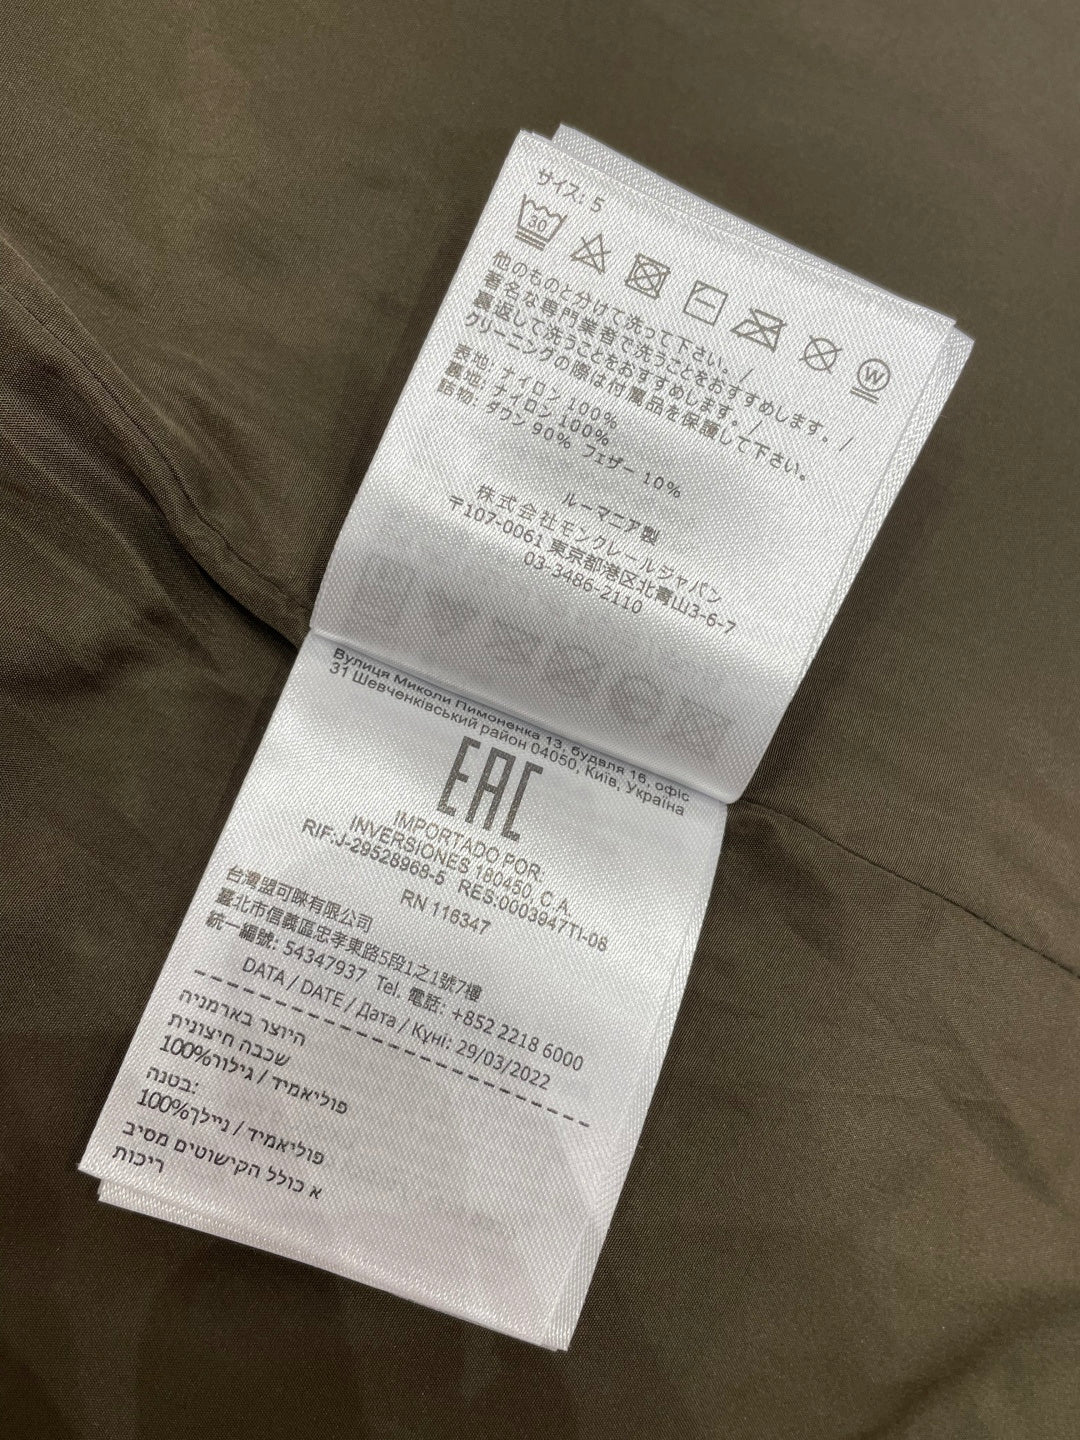 サイズ: 5
30
W
他のものと分けて洗って下さい。 /
著名な専門業者で洗うことをおすすめします。 /
裏返して洗うことをおすすめします。 /
クリーニングの際は付属品を保護して下さい。
表地: ナイロン 100%
裏地: ナイロン 100%
詰物: ダウン 90% フェザー 10%
ルーマニア製
株式会社モンクレールジャパン
〒107-0061 東京都港区北青山3-6-7
03-3486-2110
Вулиця Миколи Пимоненка 13, будвля 16, офіс
31 Шевченківський район 04050, Київ, Україна
EAC
IMPORTADO POR:
INVERSIONES 180450, C.A.
RIF:J-29528968-5 RES:0003947TI-08
RN 116347
台灣盟可睞有限公司
臺北市信義區忠孝東路5段1之1號7樓
統一編號: 54347937 Tel. 電話: +852 2218 6000
DATA / DATE / Дата / Күні: 29/03/2022
היוצר בארמניה
שכבה חיצונית
פוליאמיד / גילור100%
בטנה:
פוליאמיד / ניילך100%
א כולל הקישוטים מסיב
ריכות